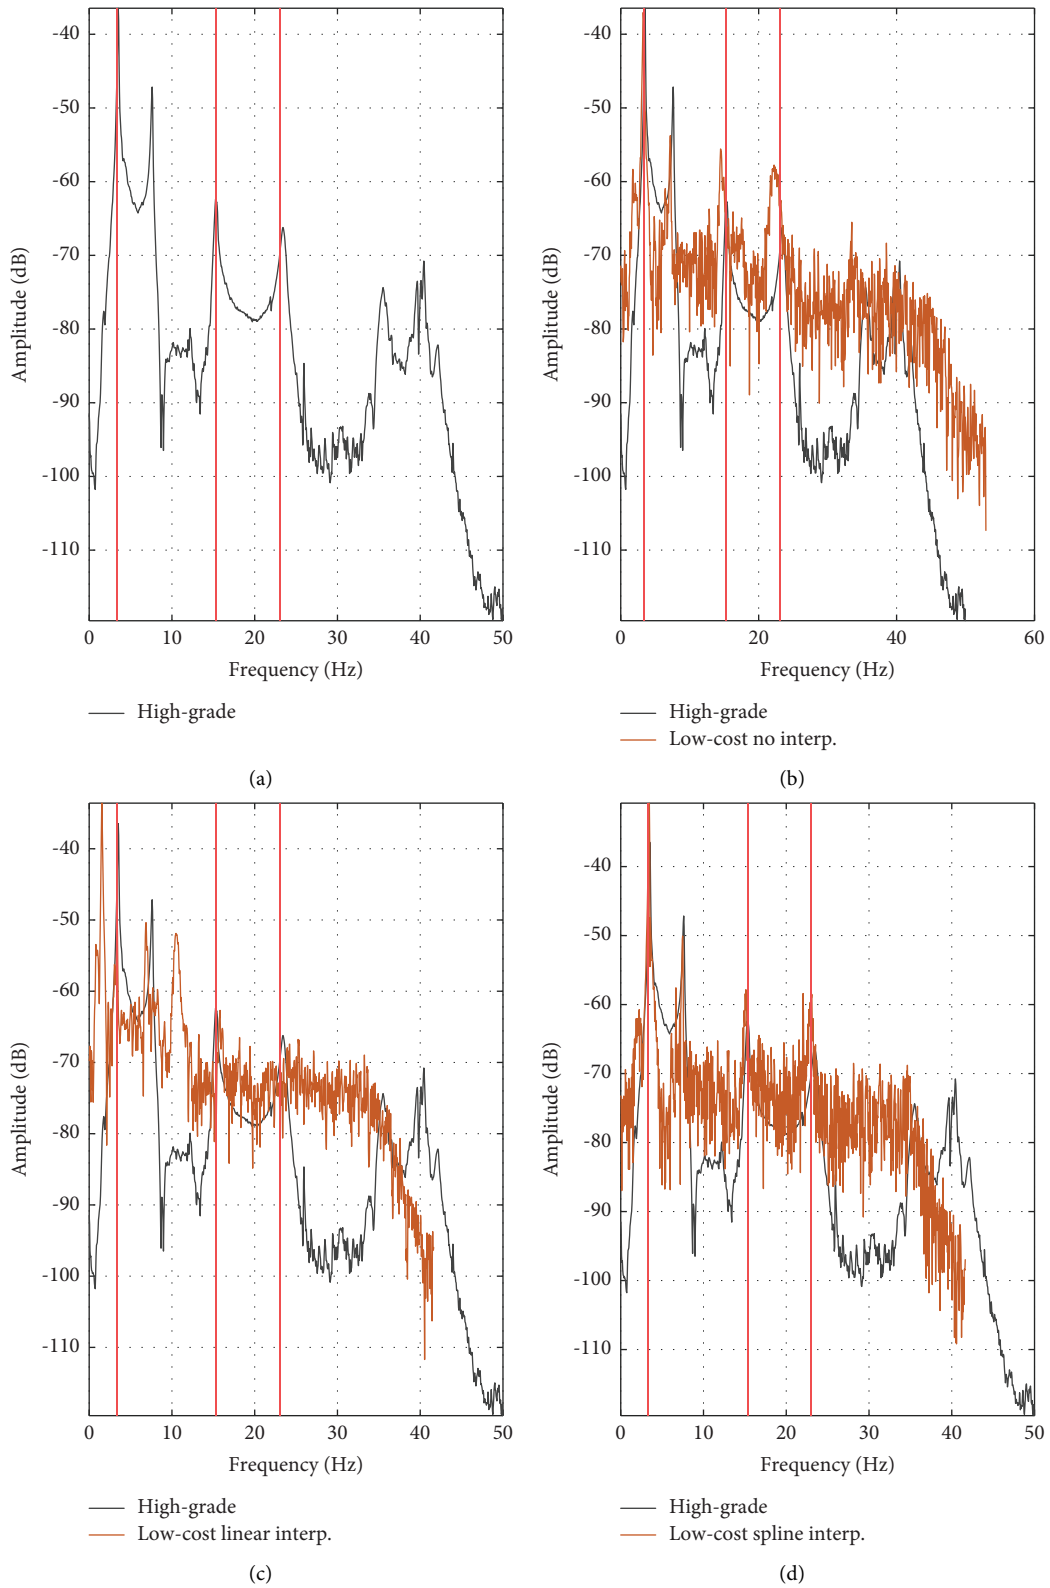 -40
-50
-60
-70
-80
-90
-100
-110
Amplitude (dB)
0 10 20 30 40 50
Frequency (Hz)
High-grade
(a)
-40
-50
-60
-70
-80
-90
-100
-110
Amplitude (dB)
0 20 40 60
Frequency (Hz)
High-grade
Low-cost no interp.
(b)
-40
-50
-60
-70
-80
-90
-100
-110
Amplitude (dB)
0 10 20 30 40 50
Frequency (Hz)
High-grade
Low-cost linear interp.
(c)
-40
-50
-60
-70
-80
-90
-100
-110
Amplitude (dB)
0 10 20 30 40 50
Frequency (Hz)
High-grade
Low-cost spline interp.
(d)